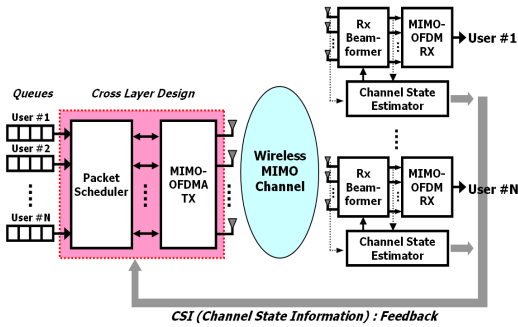 Queues
Cross Layer Design
User #1
User #2
User #N
Packet
Scheduler
MIMO-
OFDMA
TX
Wireless
MIMO
Channel
Rx
Beam-
former
MIMO-
OFDM
RX
User #1
Channel State
Estimator
Rx
Beam-
former
MIMO-
OFDM
RX
User #N
Channel State
Estimator
CSI (Channel State Information) : Feedback